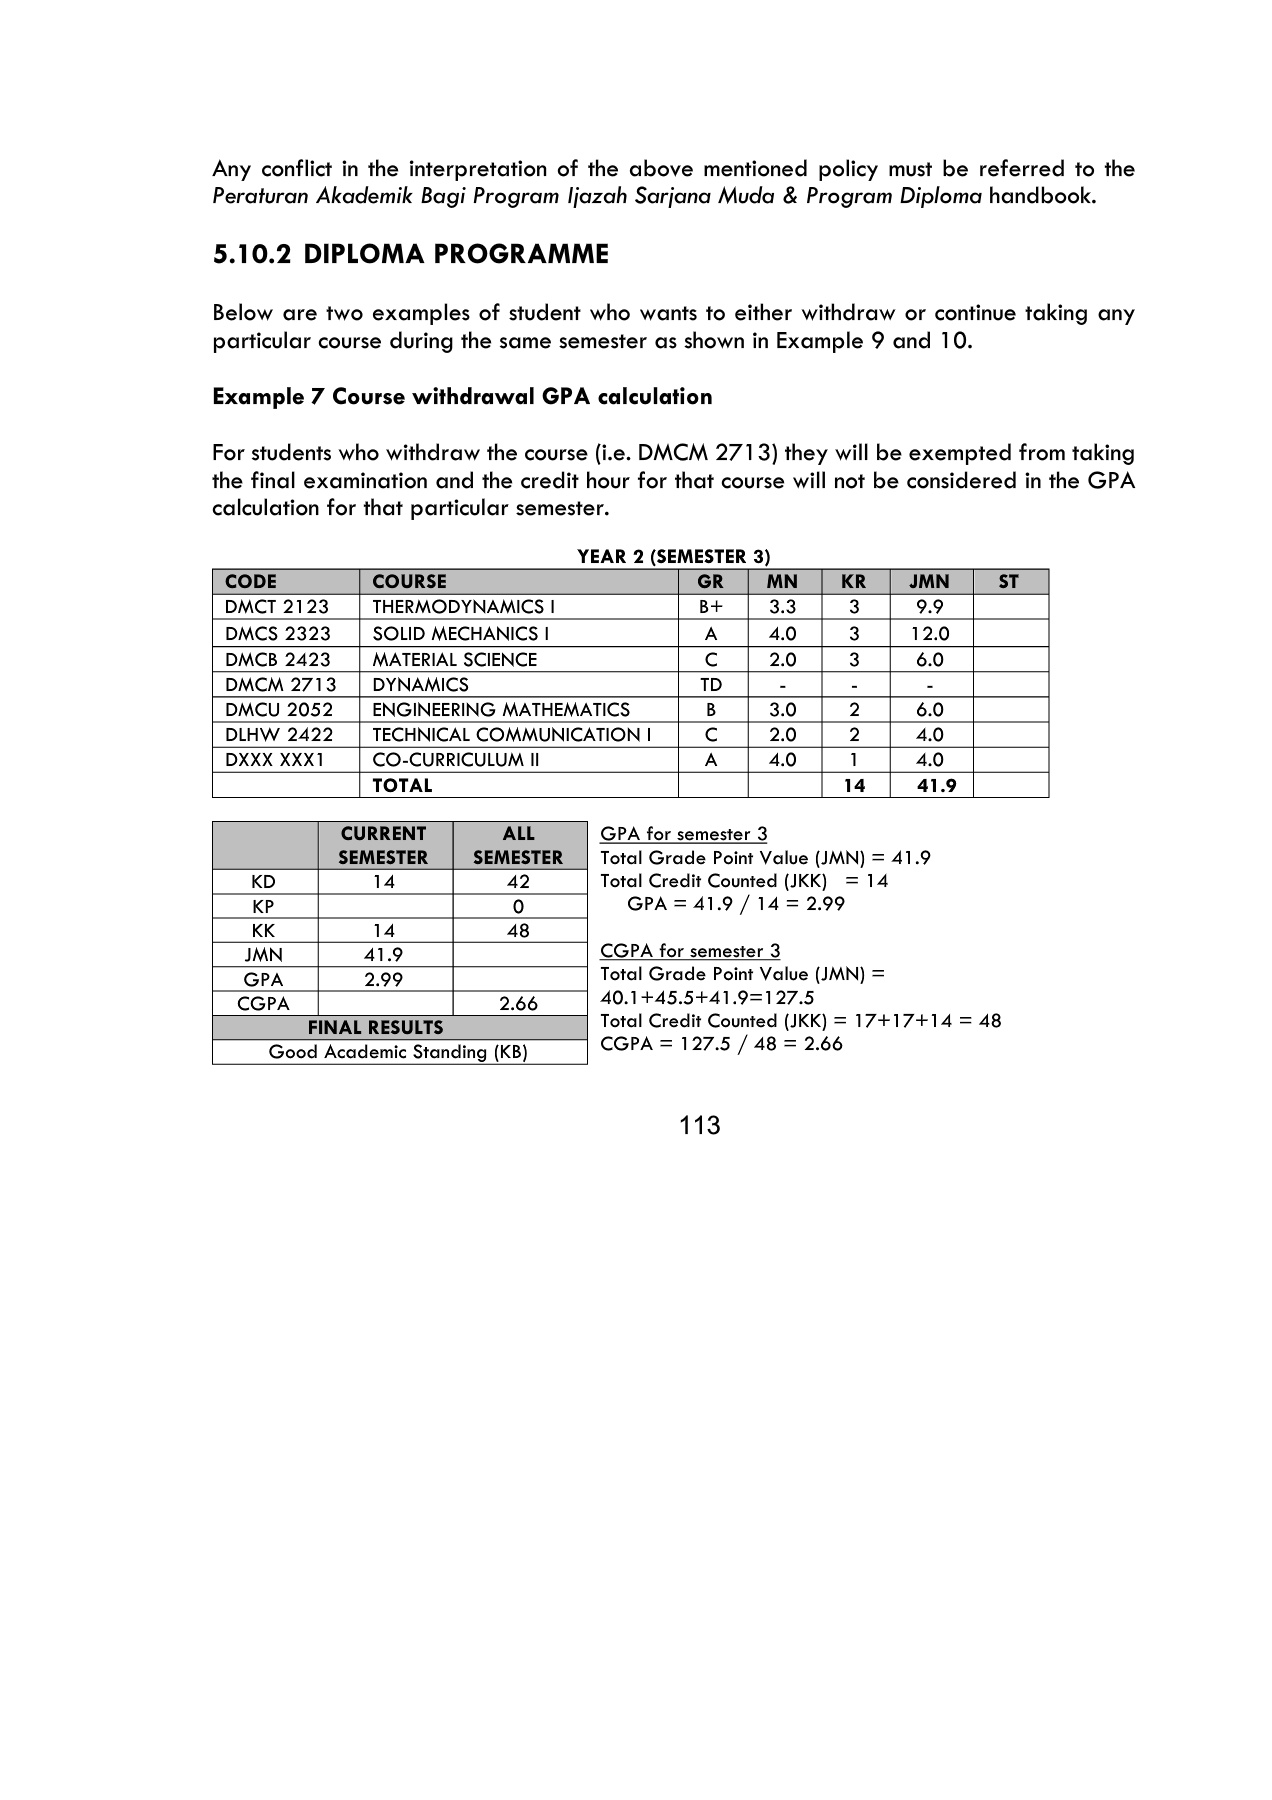 Any conflict in the interpretation of the above mentioned policy must be referred to the
Peraturan Akademik Bagi Program Ijazah Sarjana Muda & Program Diploma handbook.
5.10.2 DIPLOMA PROGRAMME
Below are two examples of student who wants to either withdraw or continue taking any
particular course during the same semester as shown in Example 9 and 10.
Example 7 Course withdrawal GPA calculation
For students who withdraw the course (i.e. DMCM 2713) they will be exempted from taking
the final examination and the credit hour for that course will not be considered in the GPA
calculation for that particular semester.
YEAR 2 (SEMESTER 3)
CODE COURSE GR MN KR JMN ST
DMCT 2123 THERMODYNAMICS I B+ 3.3 3 9.9
DMCS 2323 SOLID MECHANICS I A 4.0 3 12.0
DMCB 2423 MATERIAL SCIENCE C 2.0 3 6.0
DMCM 2713 DYNAMICS TD - - -
DMCU 2052 ENGINEERING MATHEMATICS B 3.0 2 6.0
DLHW 2422 TECHNICAL COMMUNICATION I C 2.0 2 4.0
DXXX XXX1 CO-CURRICULUM II A 4.0 1 4.0
TOTAL 14 41.9
CURRENT SEMESTER ALL SEMESTER
KD 14 42
KP 0
KK 14 48
JMN 41.9
GPA 2.99
CGPA 2.66
FINAL RESULTS
Good Academic Standing (KB)
GPA for semester 3
Total Grade Point Value (JMN) = 41.9
Total Credit Counted (JKK) = 14
GPA = 41.9 / 14 = 2.99
CGPA for semester 3
Total Grade Point Value (JMN) =
40.1+45.5+41.9=127.5
Total Credit Counted (JKK) = 17+17+14 = 48
CGPA = 127.5 / 48 = 2.66
113